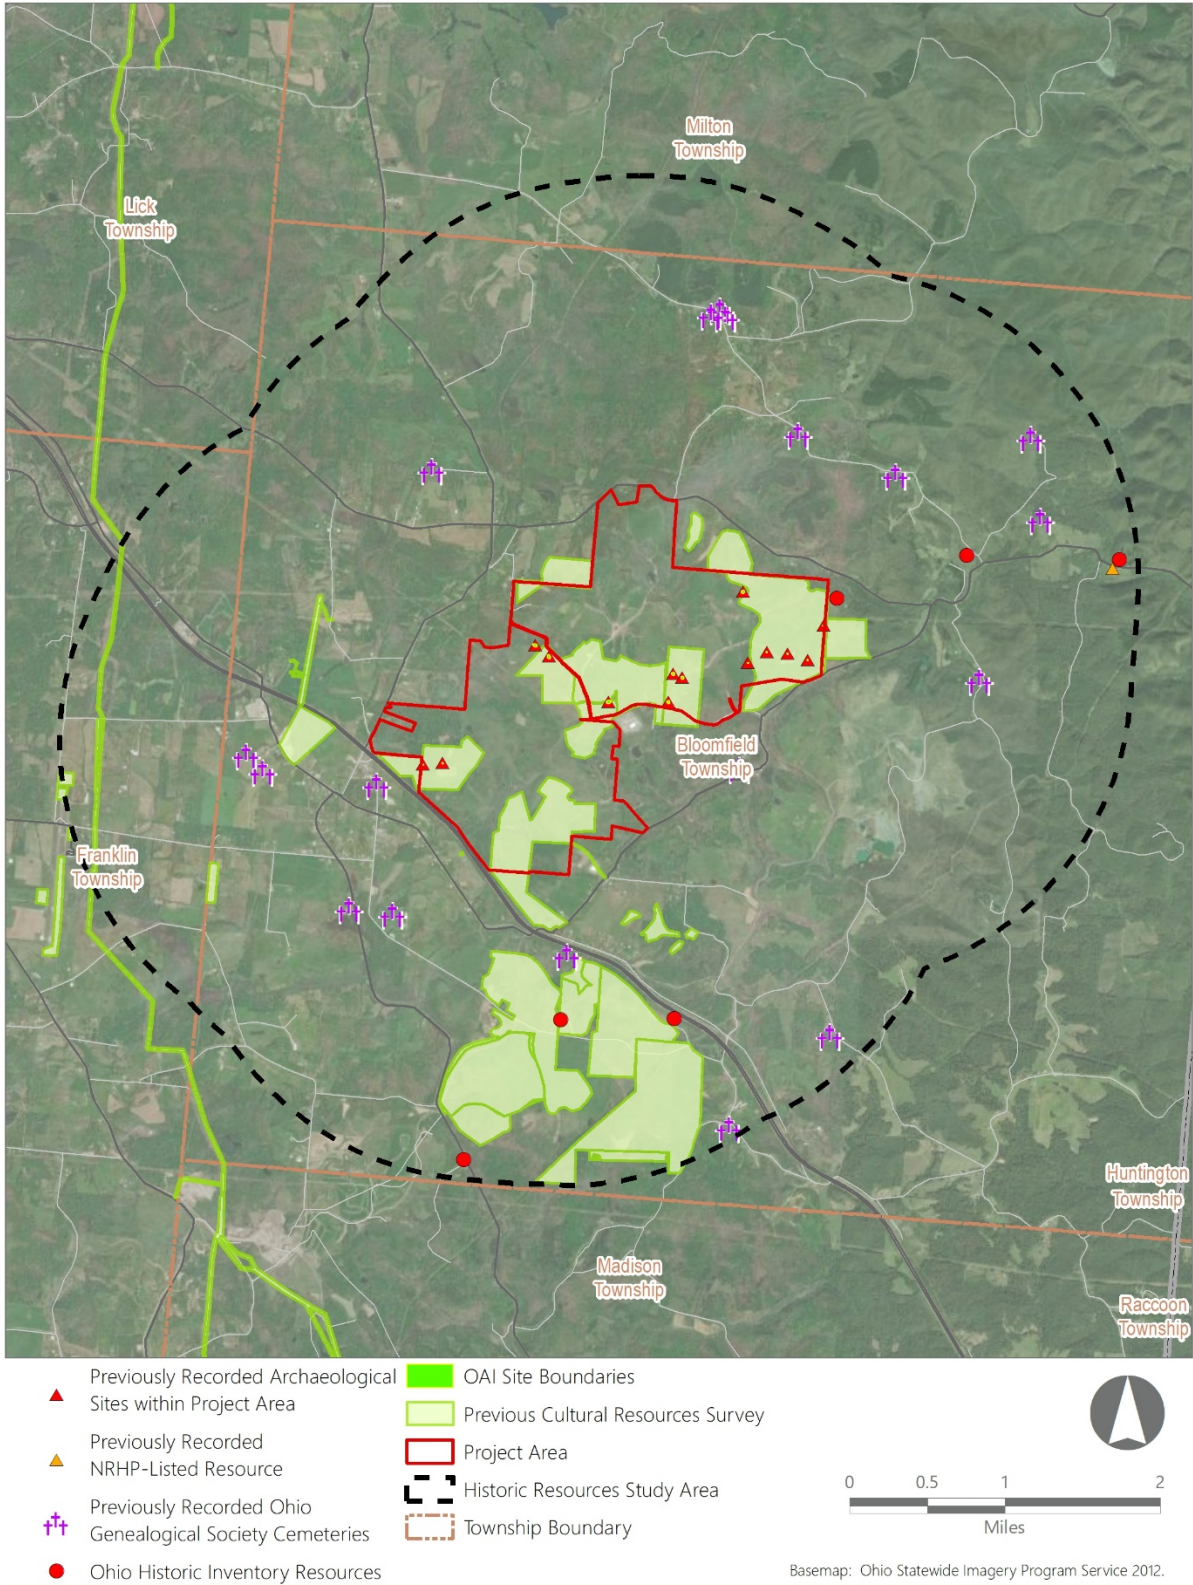 Milton
Township
Lick
Township
Bloomfield
Township
Franklin
Township
Huntington
Township
Madison
Township
Raccoon
Township
Previously Recorded Archaeological
Sites within Project Area
Previously Recorded
NRHP-Listed Resource
Previously Recorded Ohio
Genealogical Society Cemeteries
Ohio Historic Inventory Resources
OAI Site Boundaries
Previous Cultural Resources Survey
Project Area
Historic Resources Study Area
Township Boundary
0 0.5 1 2
Miles
Basemap: Ohio Statewide Imagery Program Service 2012.